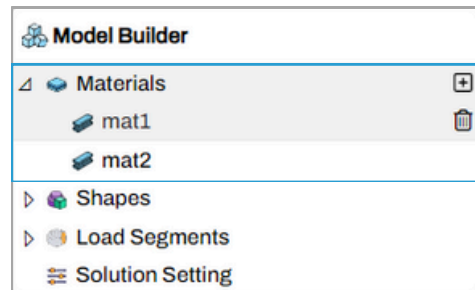 Model Builder
Materials
mat1
mat2
Shapes
Load Segments
Solution Setting